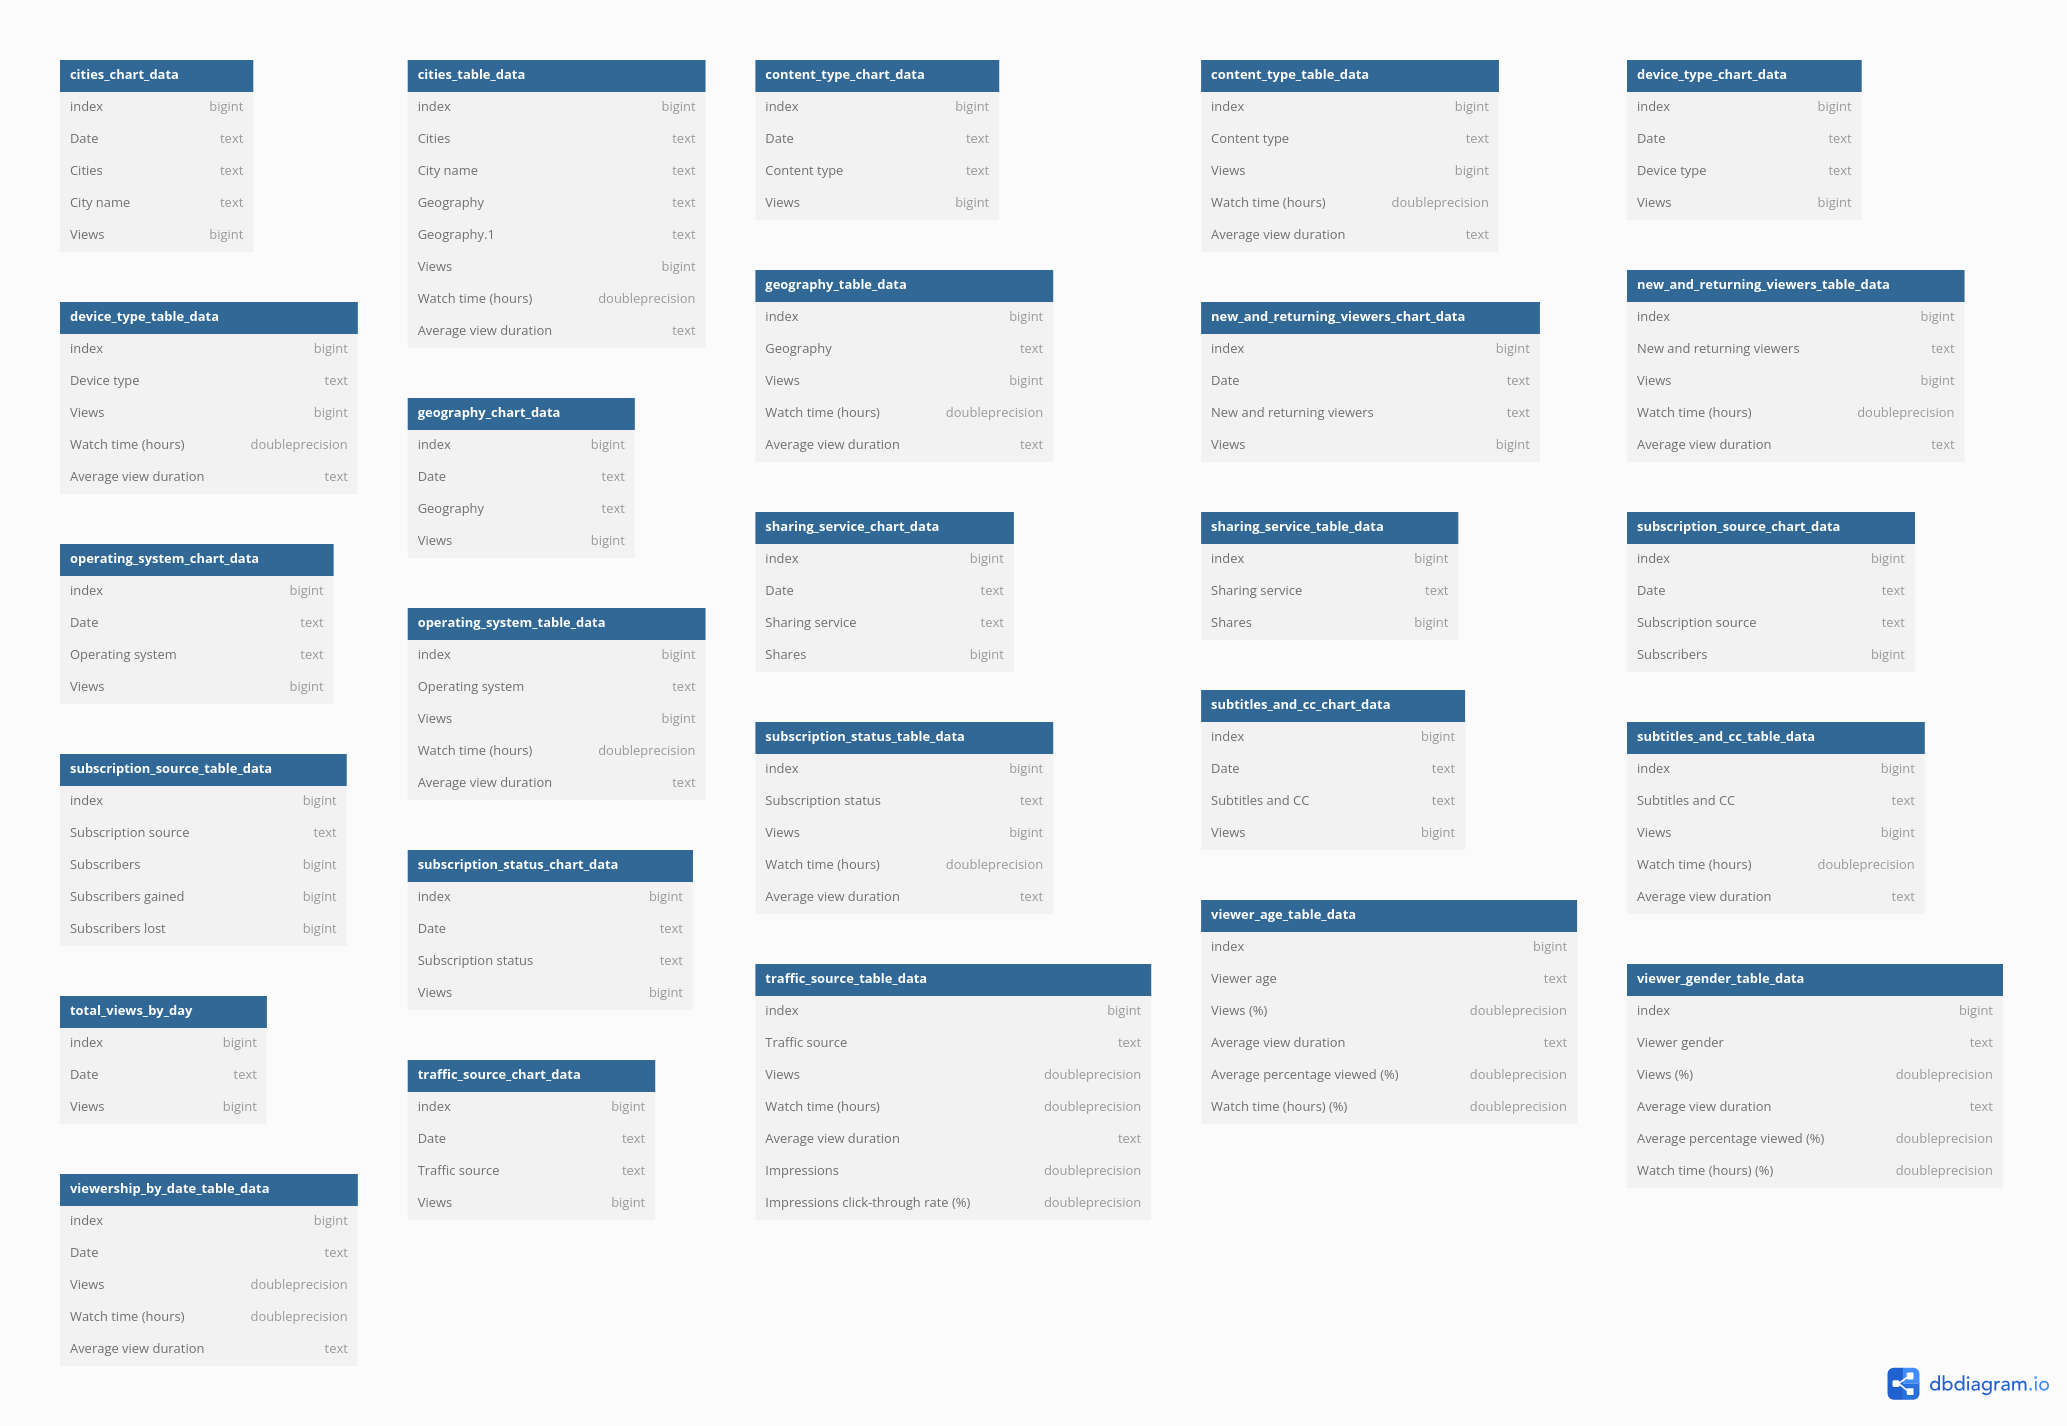 cities_chart_data
index bigint
Date text
Cities text
City name text
Views bigint
device_type_table_data
index bigint
Device type text
Views bigint
Watch time (hours) doubleprecision
Average view duration text
operating_system_chart_data
index bigint
Date text
Operating system text
Views bigint
subscription_source_table_data
index bigint
Subscription source text
Subscribers bigint
Subscribers gained bigint
Subscribers lost bigint
total_views_by_day
index bigint
Date text
Views bigint
viewership_by_date_table_data
index bigint
Date text
Views doubleprecision
Watch time (hours) doubleprecision
Average view duration text
cities_table_data
index bigint
Cities text
City name text
Geography text
Geography.1 text
Views bigint
Watch time (hours) doubleprecision
Average view duration text
geography_chart_data
index bigint
Date text
Geography text
Views bigint
operating_system_table_data
index bigint
Operating system text
Views bigint
Watch time (hours) doubleprecision
Average view duration text
subscription_status_chart_data
index bigint
Date text
Subscription status text
Views bigint
traffic_source_chart_data
index bigint
Date text
Traffic source text
Views bigint
content_type_chart_data
index bigint
Date text
Content type text
Views bigint
geography_table_data
index bigint
Geography text
Views bigint
Watch time (hours) doubleprecision
Average view duration text
sharing_service_chart_data
index bigint
Date text
Sharing service text
Shares bigint
subscription_status_table_data
index bigint
Subscription status text
Views bigint
Watch time (hours) doubleprecision
Average view duration text
traffic_source_table_data
index bigint
Traffic source text
Views doubleprecision
Watch time (hours) doubleprecision
Average view duration text
Impressions doubleprecision
Impressions click-through rate (%) doubleprecision
content_type_table_data
index bigint
Content type text
Views bigint
Watch time (hours) doubleprecision
Average view duration text
new_and_returning_viewers_chart_data
index bigint
Date text
New and returning viewers text
Views bigint
sharing_service_table_data
index bigint
Sharing service text
Shares bigint
subtitles_and_cc_chart_data
index bigint
Date text
Subtitles and CC text
Views bigint
viewer_age_table_data
index bigint
Viewer age text
Views (%) doubleprecision
Average view duration text
Average percentage viewed (%) doubleprecision
Watch time (hours) (%) doubleprecision
device_type_chart_data
index bigint
Date text
Device type text
Views bigint
new_and_returning_viewers_table_data
index bigint
New and returning viewers text
Views bigint
Watch time (hours) doubleprecision
Average view duration text
subscription_source_chart_data
index bigint
Date text
Subscription source text
Subscribers bigint
subtitles_and_cc_table_data
index bigint
Subtitles and CC text
Views bigint
Watch time (hours) doubleprecision
Average view duration text
viewer_gender_table_data
index bigint
Viewer gender text
Views (%) doubleprecision
Average view duration text
Average percentage viewed (%) doubleprecision
Watch time (hours) (%) doubleprecision
dbdiagram.io